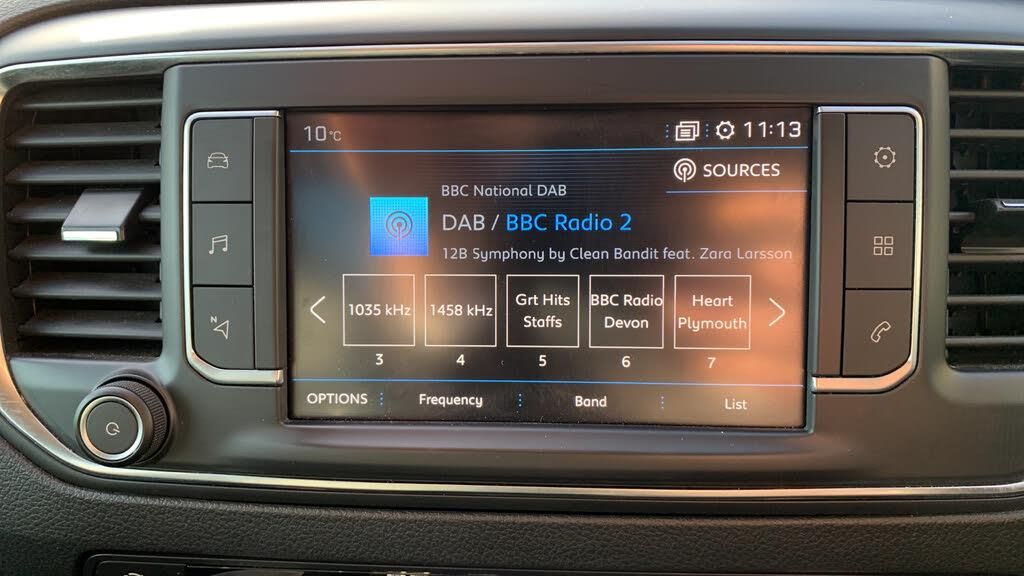 10°C
11:13
SOURCES
BBC National DAB
DAB / BBC Radio 2
12B Symphony by Clean Bandit feat. Zara Larsson
1035 kHz
1458 kHz
Grt Hits
Staffs
BBC Radio
Devon
Heart
Plymouth
3
4
5
6
7
OPTIONS
Frequency
Band
List
N